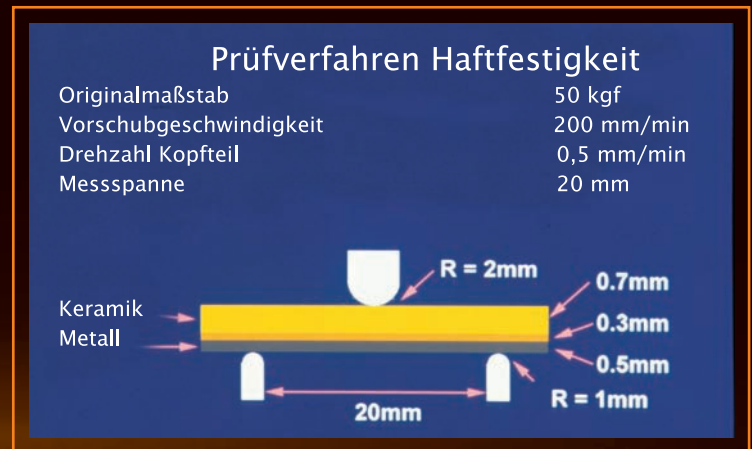 Prüfverfahren Haftfestigkeit
Originalmaßstab 50 kgf
Vorschubgeschwindigkeit 200 mm/min
Drehzahl Kopfteil 0,5 mm/min
Messspanne 20 mm
R = 2mm
0.7mm
Keramik
0.3mm
Metall
0.5mm
R = 1mm
20mm